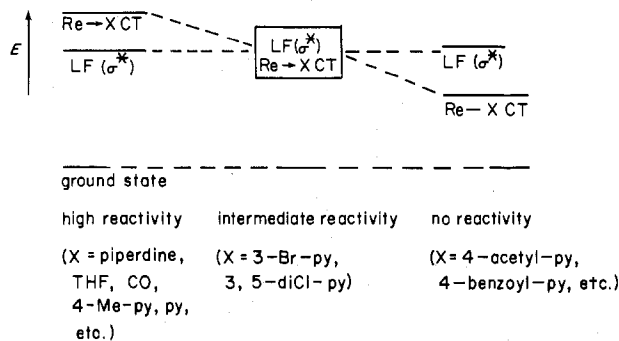 Re→X CT
E
LF (σ*)
LF(σ*)
Re→X CT
LF (σ*)
Re—X CT
ground state
high reactivity
(X = piperdine,
THF, CO,
4-Me-py, py,
etc.)
intermediate reactivity
(X = 3-Br-py,
3, 5-diCl-py)
no reactivity
(X= 4-acetyl-py,
4-benzoyl-py, etc.)